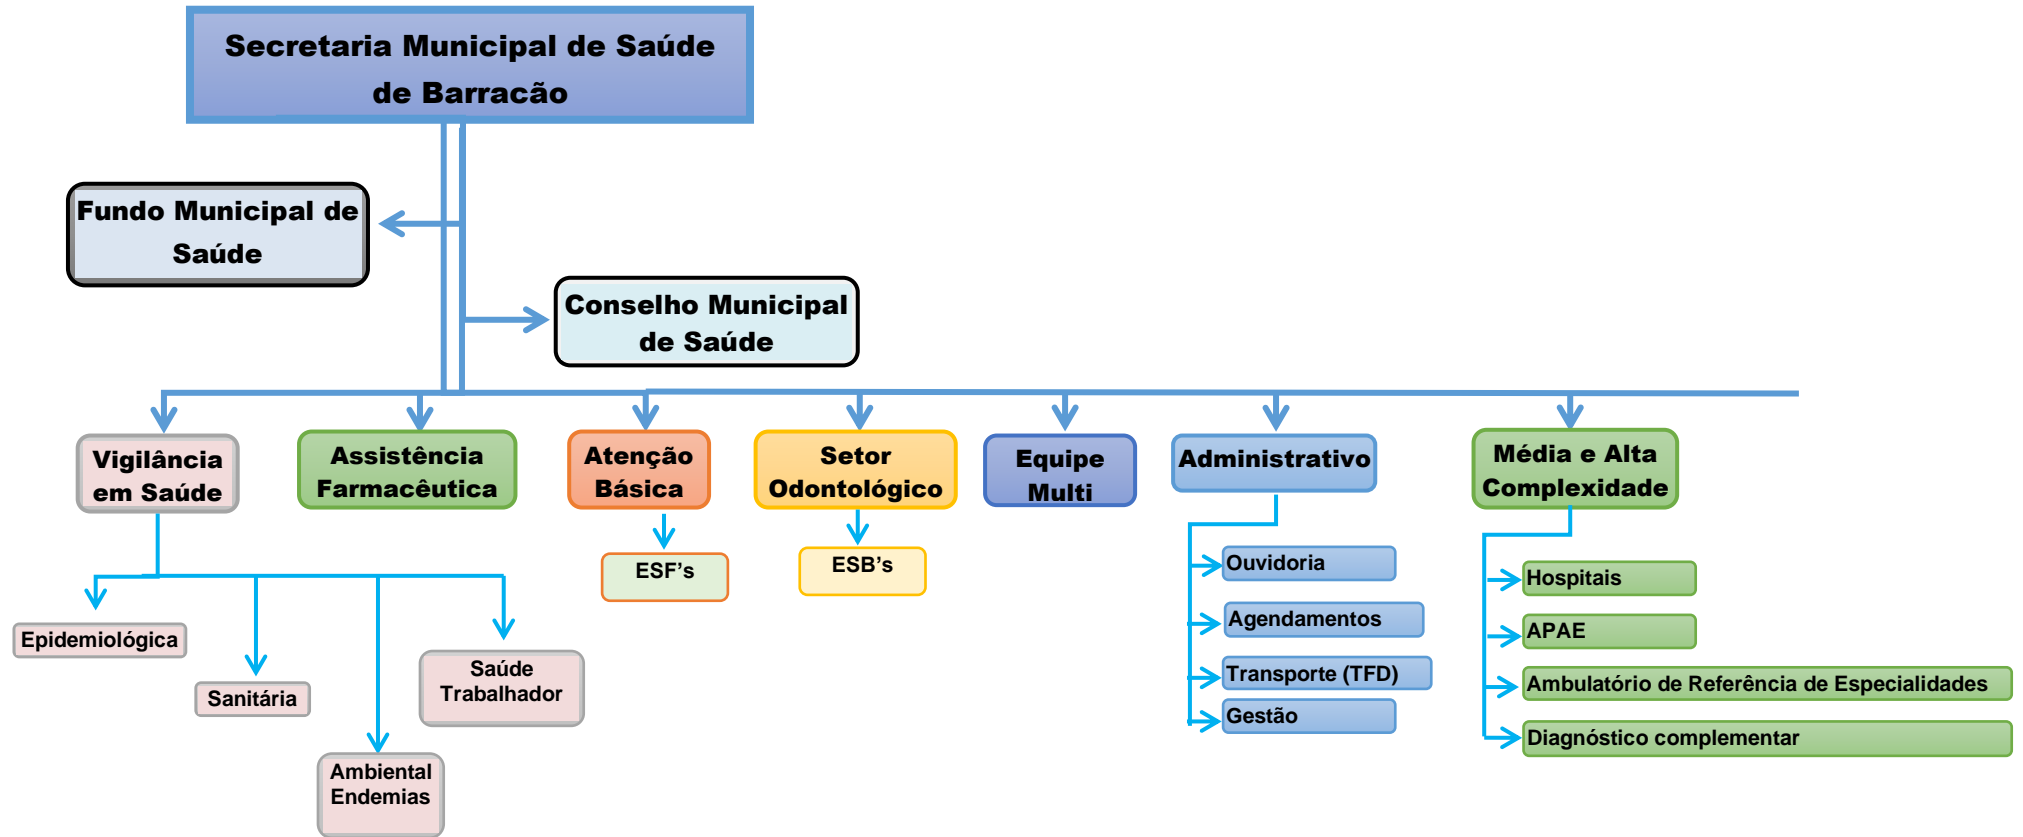 Secretaria Municipal de Saúde
de Barracão
Fundo Municipal de
Saúde
Conselho Municipal
de Saúde
Vigilância
em Saúde
Assistência
Farmacêutica
Atenção
Básica
Setor
Odontológico
Equipe
Multi
Administrativo
Média e Alta
Complexidade
Epidemiológica
Sanitária
Ambiental
Endemias
Saúde
Trabalhador
ESF’s
ESB’s
Ouvidoria
Agendamentos
Transporte (TFD)
Gestão
Hospitais
APAE
Ambulatório de Referência de Especialidades
Diagnóstico complementar